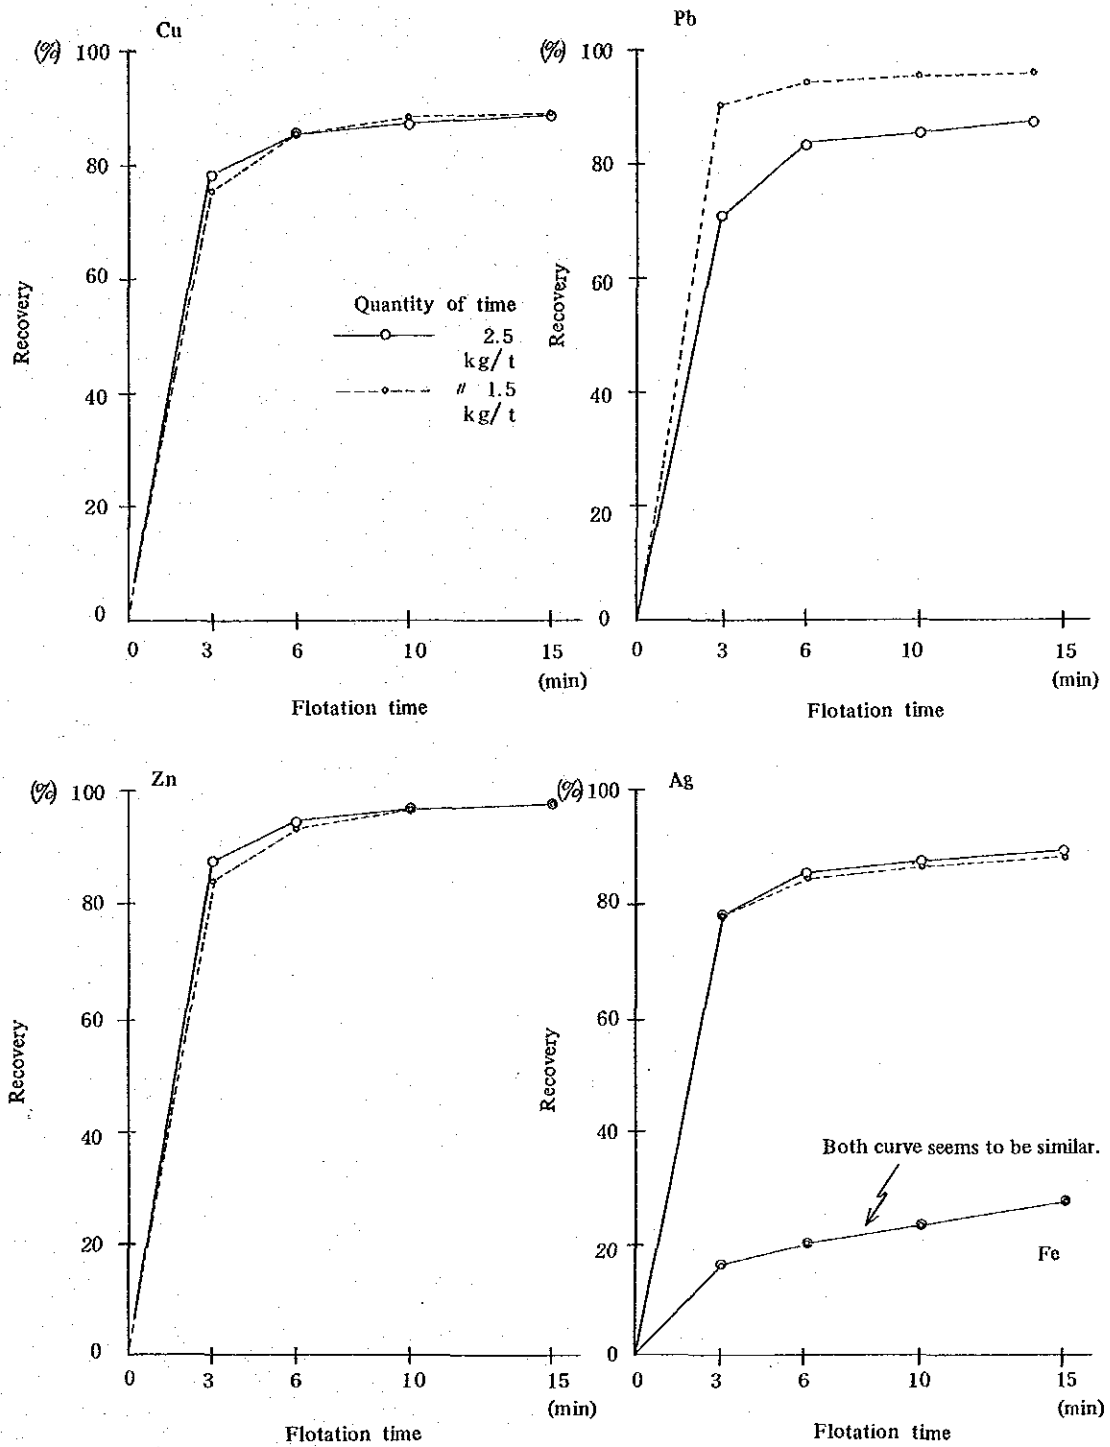 Cu
(%) 100
80
60
40
20
0
Recovery
Quantity of time
2.5
kg/t
〃 1.5
kg/t
0 3 6 10 15
(min)
Flotation time
Pb
(%) 100
80
60
40
20
0
Recovery
0 3 6 10 15
(min)
Flotation time
Zn
(%) 100
80
60
40
20
0
Recovery
0 3 6 10 15
(min)
Flotation time
Ag
(%) 100
80
60
40
20
0
Recovery
Both curve seems to be similar.
Fe
0 3 6 10 15
(min)
Flotation time